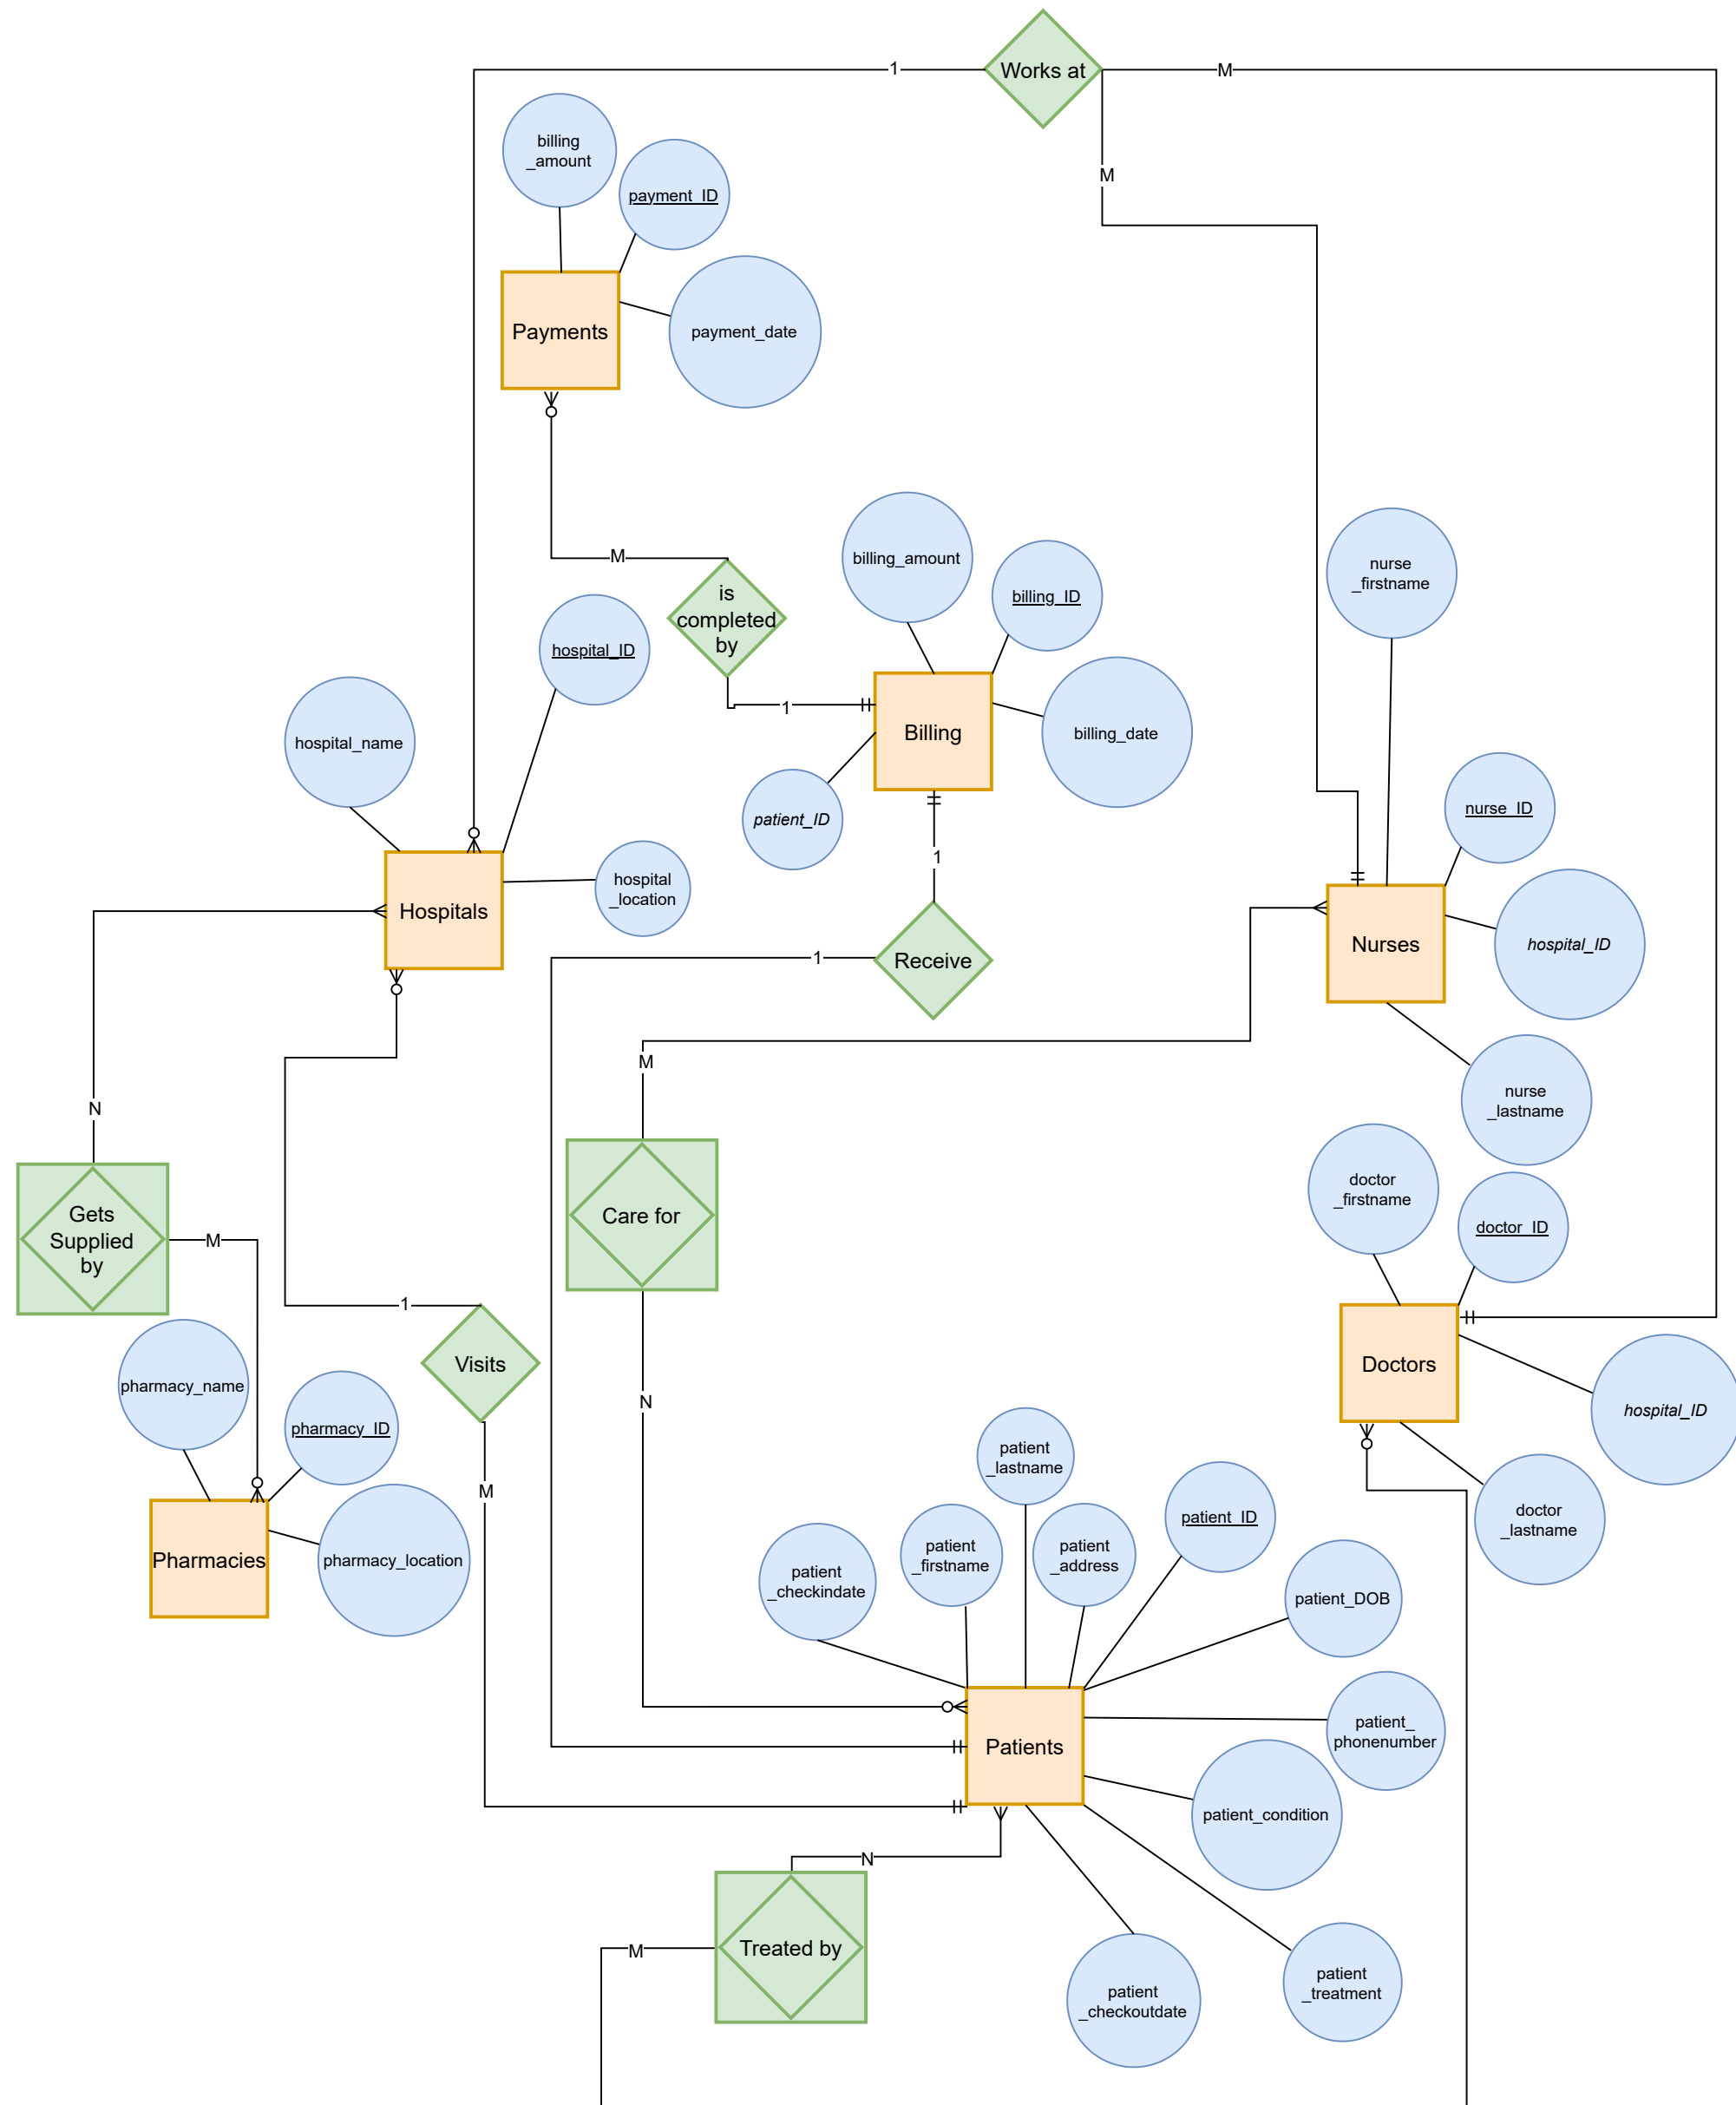 Works at
1
M
M
billing
_amount
payment_ID
Payments
payment_date
M
is
completed
by
1
billing_amount
billing_ID
Billing
billing_date
patient_ID
1
Receive
1
hospital_ID
hospital_name
hospital
_location
Hospitals
nurse
_firstname
nurse_ID
Nurses
hospital_ID
nurse
_lastname
M
Care for
N
N
Gets
Supplied
by
M
1
Visits
M
pharmacy_name
pharmacy_ID
Pharmacies
pharmacy_location
doctor
_firstname
doctor_ID
Doctors
hospital_ID
doctor
_lastname
patient
_lastname
patient
_checkindate
patient
_firstname
patient
_address
patient_ID
patient_DOB
patient_
phonenumber
Patients
patient_condition
patient
_treatment
patient
_checkoutdate
N
Treated by
M